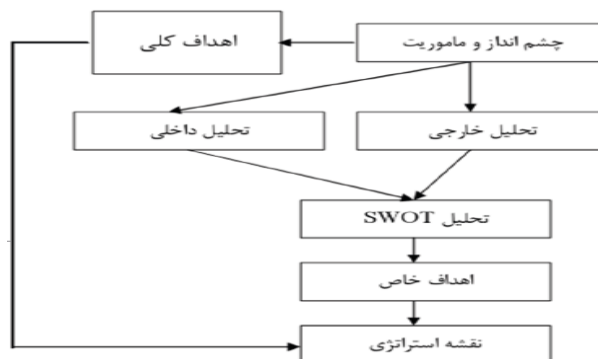 چشم انداز و ماموریت
اهداف کلی
تحلیل خارجی
تحلیل داخلی
تحلیل SWOT
اهداف خاص
نقشه استراتژی